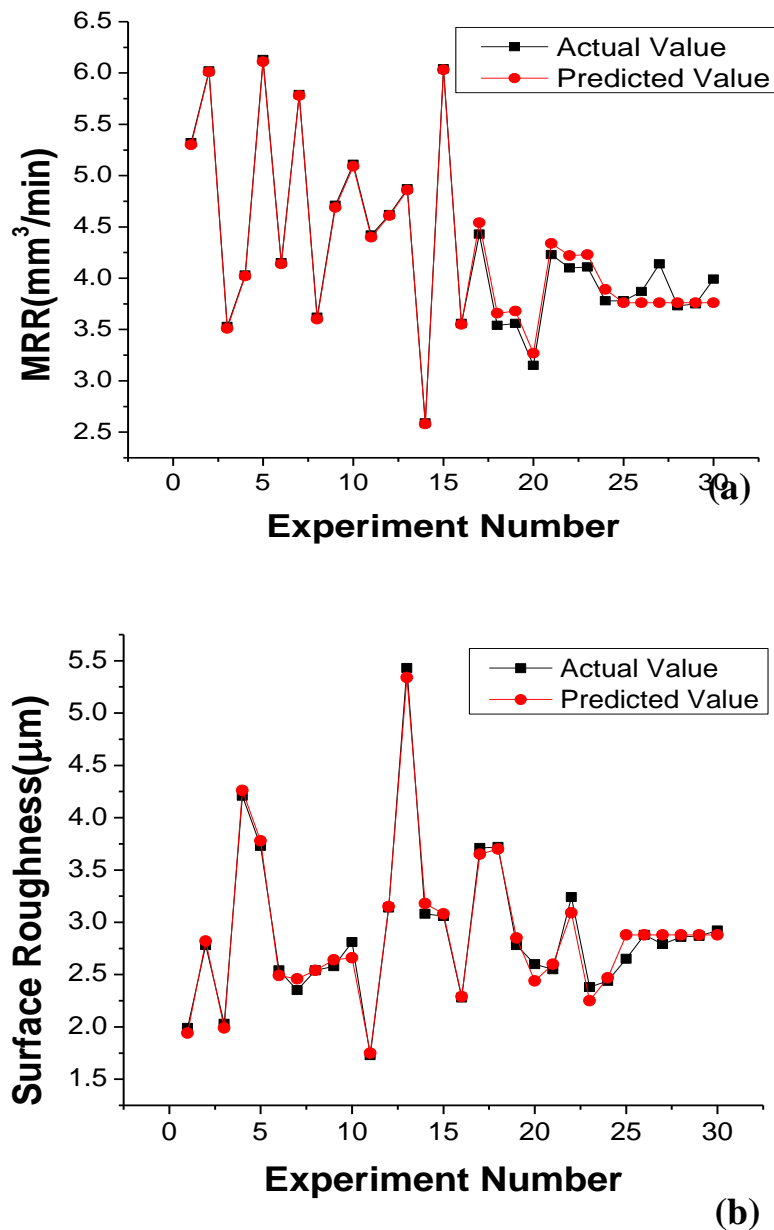 6.5
6.0
5.5
5.0
4.5
4.0
3.5
3.0
2.5
MRR(mm³/min)
Actual Value
Predicted Value
0 5 10 15 20 25 30
(a)
Experiment Number
5.5
5.0
4.5
4.0
3.5
3.0
2.5
2.0
1.5
Surface Roughness(μm)
Actual Value
Predicted Value
0 5 10 15 20 25 30
Experiment Number
(b)